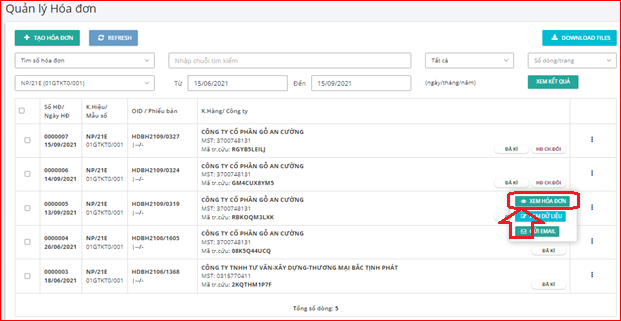 Quản lý Hóa đơn
TẠO HÓA ĐƠN REFRESH DOWNLOAD FILES
Tìm số hóa đơn Nhập chuỗi tìm kiếm Tất cả Số dòng/trang
NP/21E (01GTKT0/001) Từ 15/06/2021 Đến 15/09/2021 (ngày/tháng/năm) XEM KẾT QUẢ
Số HĐ/ K.Hiệu/ OID / Phiếu bán K.Hàng/ Công ty
Ngày HĐ Mẫu số
CÔNG TY CỔ PHẦN GỖ AN CƯỜNG
0000007 NP/21E HDBH2109/0327 MST: 3700748131
15/09/2021 01GTKT0/001 |--/- Mã tr.cứu: RGYB5LEILJ ĐÃ KÍ HĐ CH.ĐỔI
CÔNG TY CỔ PHẦN GỖ AN CƯỜNG
0000006 NP/21E HDBH2109/0324 MST: 3700748131
14/09/2021 01GTKT0/001 |--/- Mã tr.cứu: GM4CUX8YM5 ĐÃ KÍ HĐ CH.ĐỔI
CÔNG TY CỔ PHẦN GỖ AN CƯỜNG XEM HÓA ĐƠN
0000005 NP/21E HDBH2109/0319 MST: 3700748131
13/09/2021 01GTKT0/001 |--/- Mã tr.cứu: RBKOQM3LXK DỮ LIỆU
CÔNG TY CỔ PHẦN GỖ AN CƯỜNG EMAIL
0000004 NP/21E HDBH2106/1605 MST: 3700748131
26/06/2021 01GTKT0/001 |--/- Mã tr.cứu: 08K5Q44UCQ ĐÃ KÍ
CÔNG TY TNHH TƯ VẤN-XÂY DỰNG-THƯƠNG MẠI BẮC TỊNH PHÁT
0000003 NP/21E HDBH2106/1368 MST: 0315770411
18/06/2021 01GTKT0/001 |--/- Mã tr.cứu: 2KQTHM1P7F ĐÃ KÍ
Tổng số dòng: 5